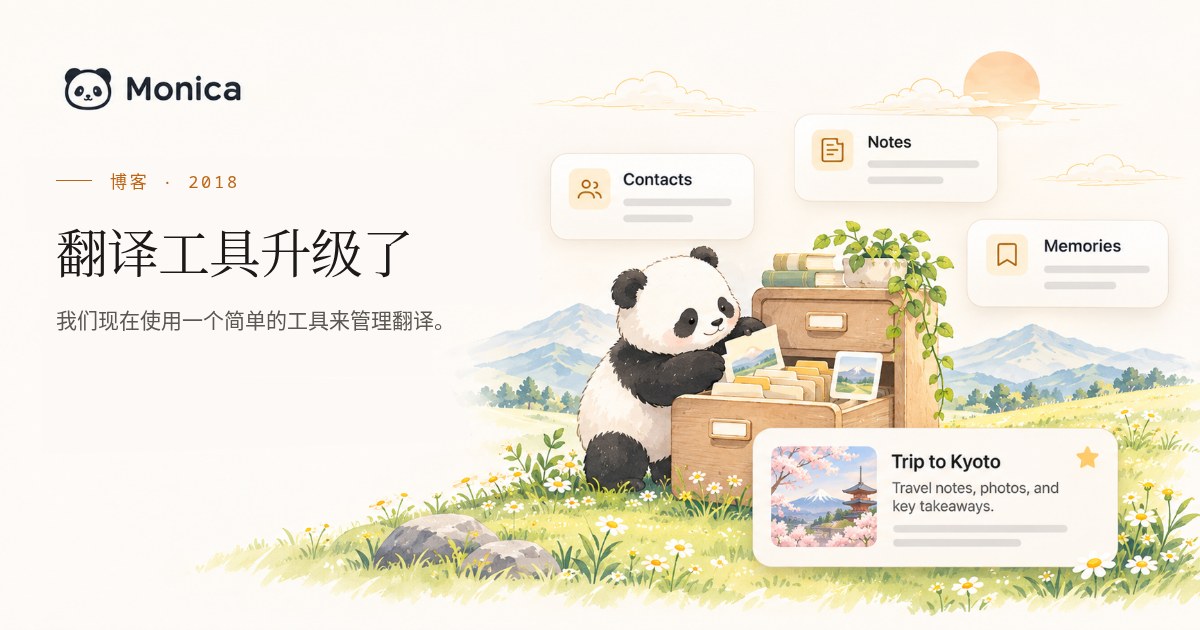 Monica
博客 · 2018
翻译工具升级了
我们现在使用一个简单的工具来管理翻译。
Contacts
Notes
Memories
Trip to Kyoto
Travel notes, photos, and
key takeaways.